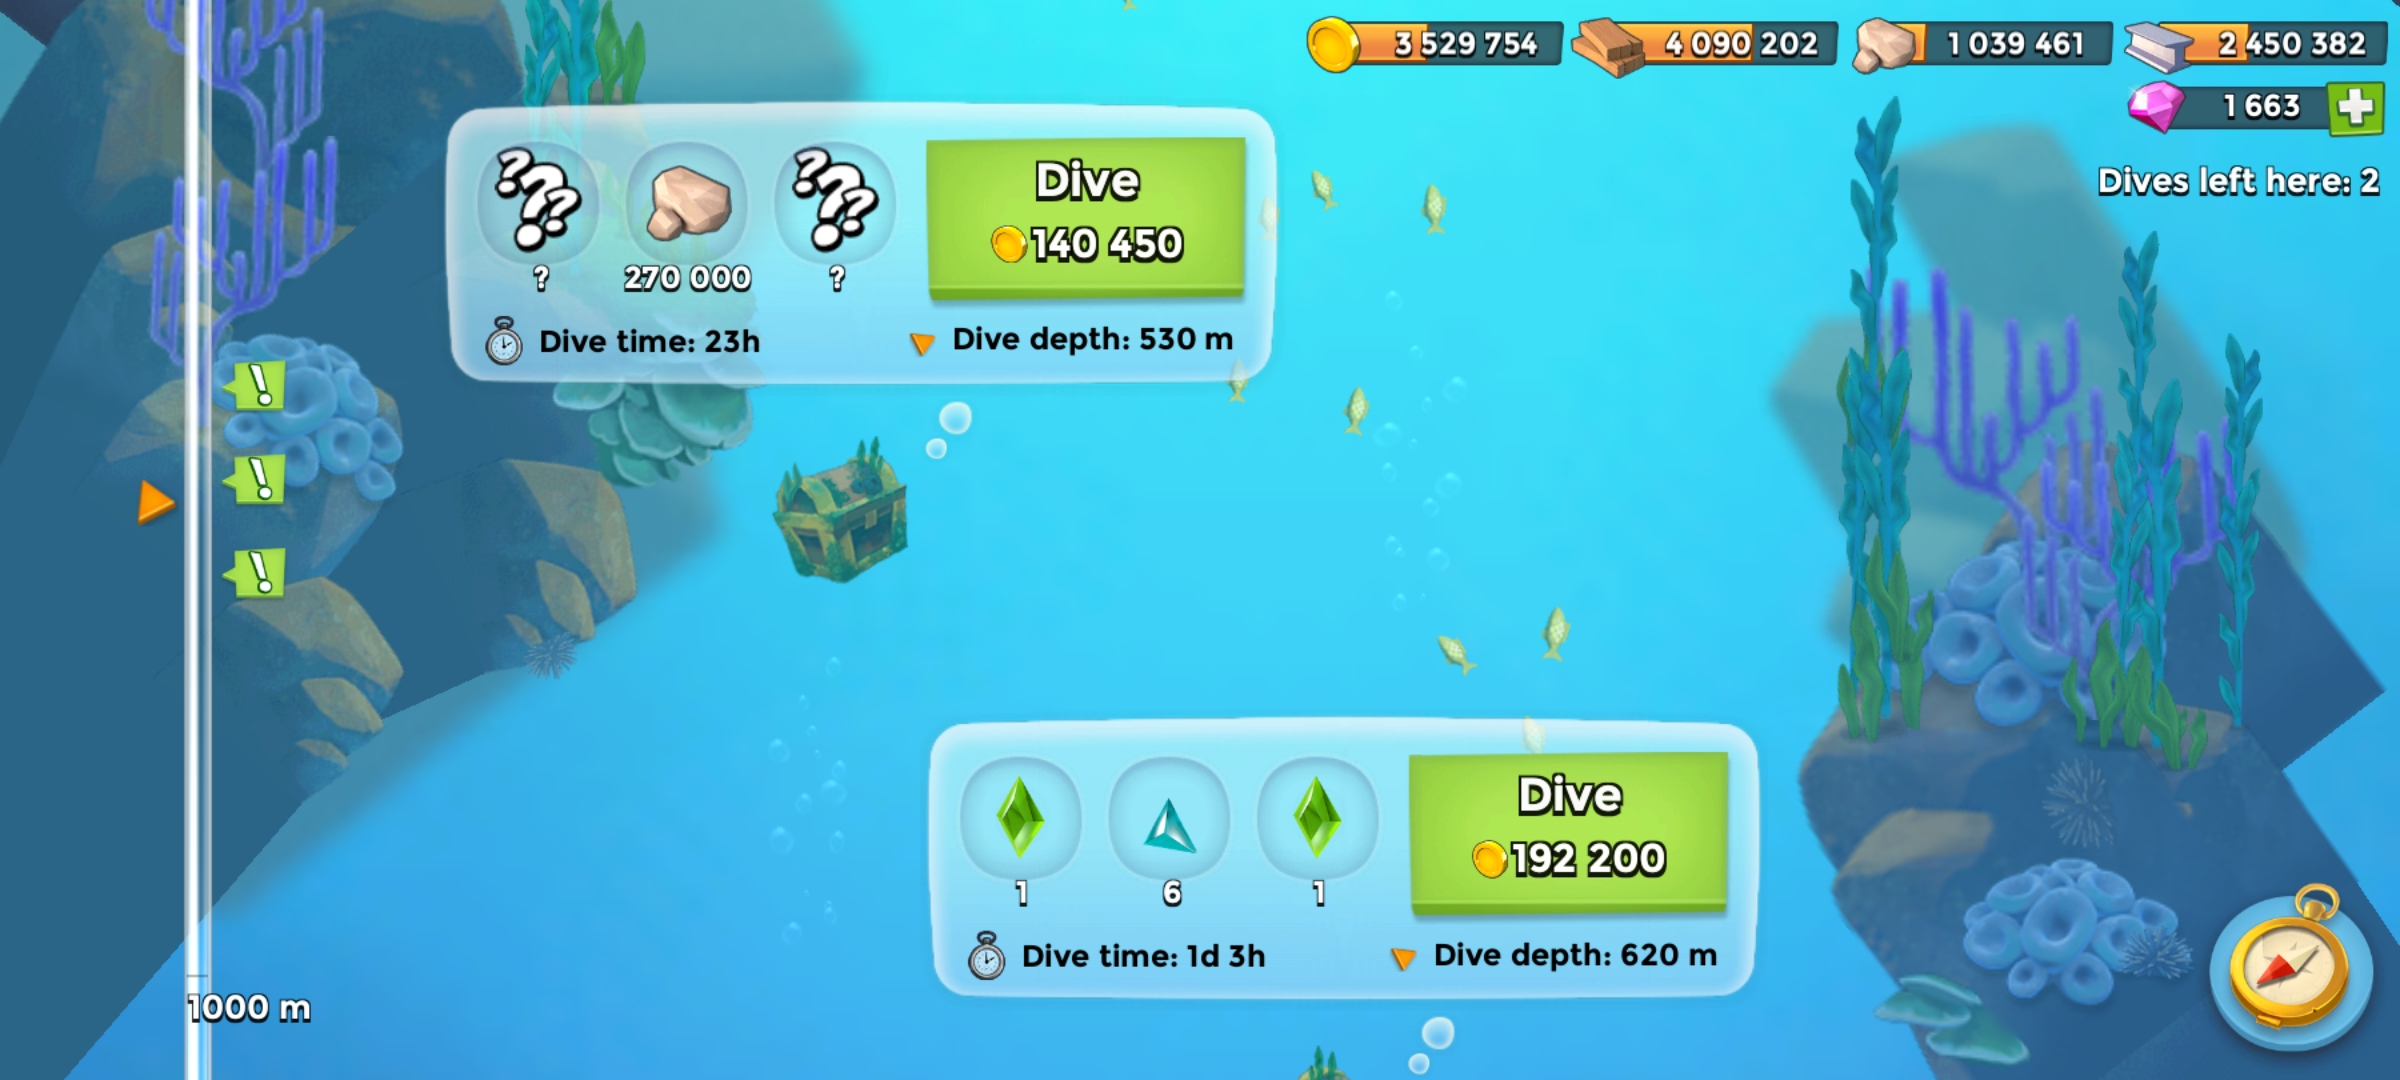 3 529 754
4 090 202
1 039 461
2 450 382
1 663
Dives left here: 2
???
???
Dive
140 450
?
270 000
?
Dive time: 23h
Dive depth: 530 m
!
!
!
Dive
192 200
1
6
1
Dive time: 1d 3h
Dive depth: 620 m
1000 m